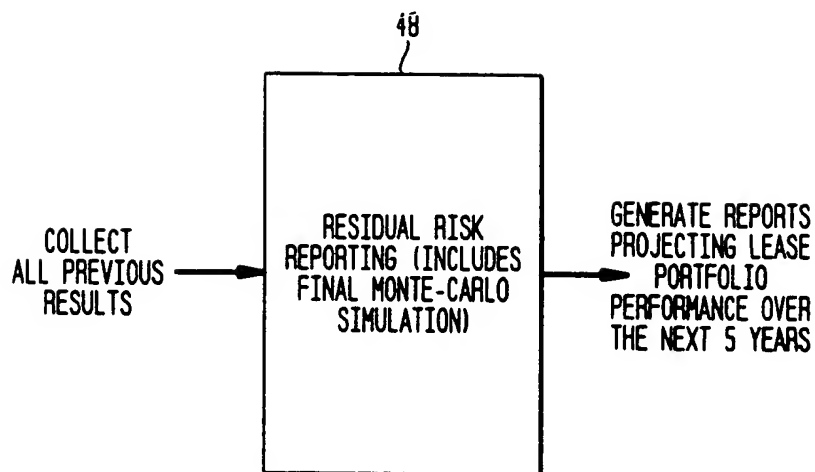 48
COLLECT
ALL PREVIOUS
RESULTS
RESIDUAL RISK
REPORTING (INCLUDES
FINAL MONTE-CARLO
SIMULATION)
GENERATE REPORTS
PROJECTING LEASE
PORTFOLIO
PERFORMANCE OVER
THE NEXT 5 YEARS